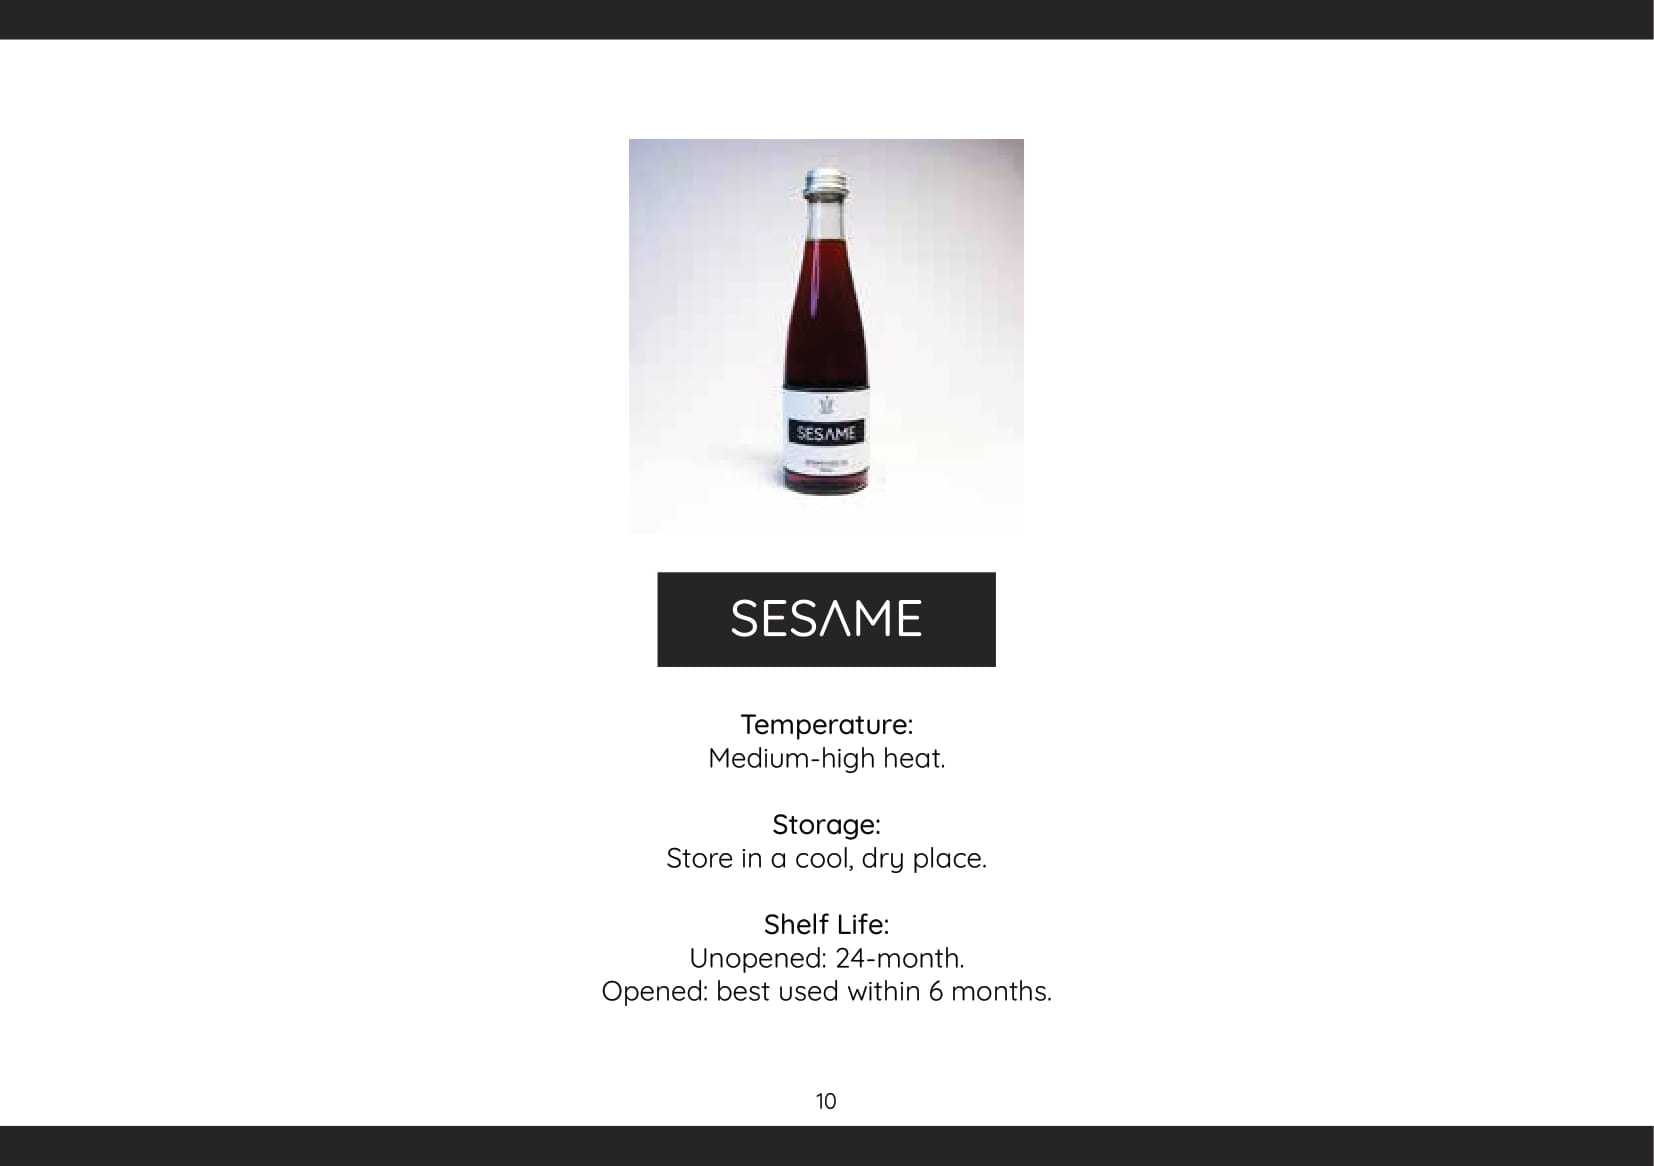 SESAME
SESAME
Temperature:
Medium-high heat.
Storage:
Store in a cool, dry place.
Shelf Life:
Unopened: 24-month.
Opened: best used within 6 months.
10